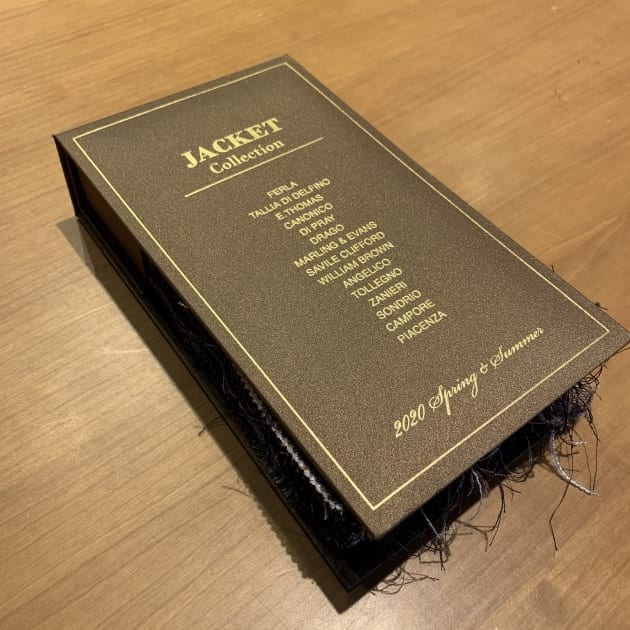 JACKET
Collection
FERLA
TALLIA DI DELFINO
E.THOMAS
CANONICO
DI PRAY
DRAGO
MARLING & EVANS
SAVILE CLIFFORD
WILLIAM BROWN
ANGELICO
TOLLEGNO
ZANIERI
SONDRIO
CAMPORE
PIACENZA
2020 Spring & Summer